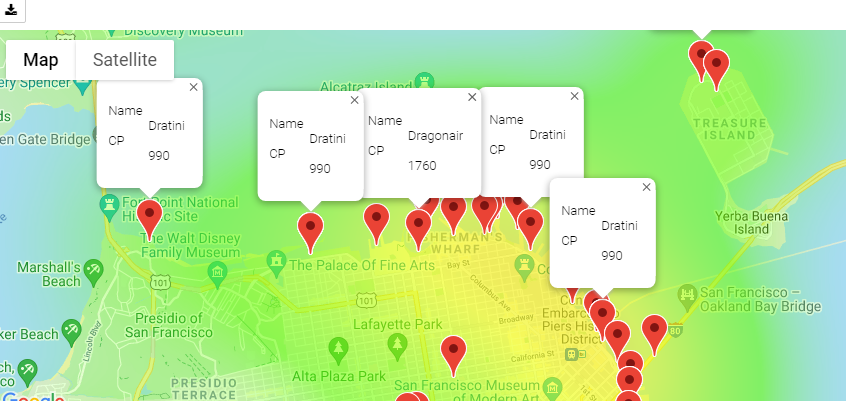 Discovery Museum
Map
Satellite
Spencer
Alcatraz Island
Name
Dratini
CP
990
Name
Dratini
CP
990
Name
Dragonair
CP
1760
Name
Dratini
CP
990
Name
Dratini
CP
990
TREASURE
ISLAND
en Gate Bridge
Fort Point National
Historic Site
The Walt Disney
Family Museum
FISHERMAN'S
WHARF
Yerba Buena
Island
101
The Palace Of Fine Arts
Bay St
Marshall's
Beach
101
Columbus Ave
San Francisco –
Oakland Bay Bridge
Presidio of
San Francisco
Lincoln Blvd
Lafayette Park
Broadway
Embarcadero
Piers Historic
District
80
ker Beach
California St
Alta Plaza Park
PRESIDIO
TERRACE
San Francisco Museum
of Modern Art
1st St
Google